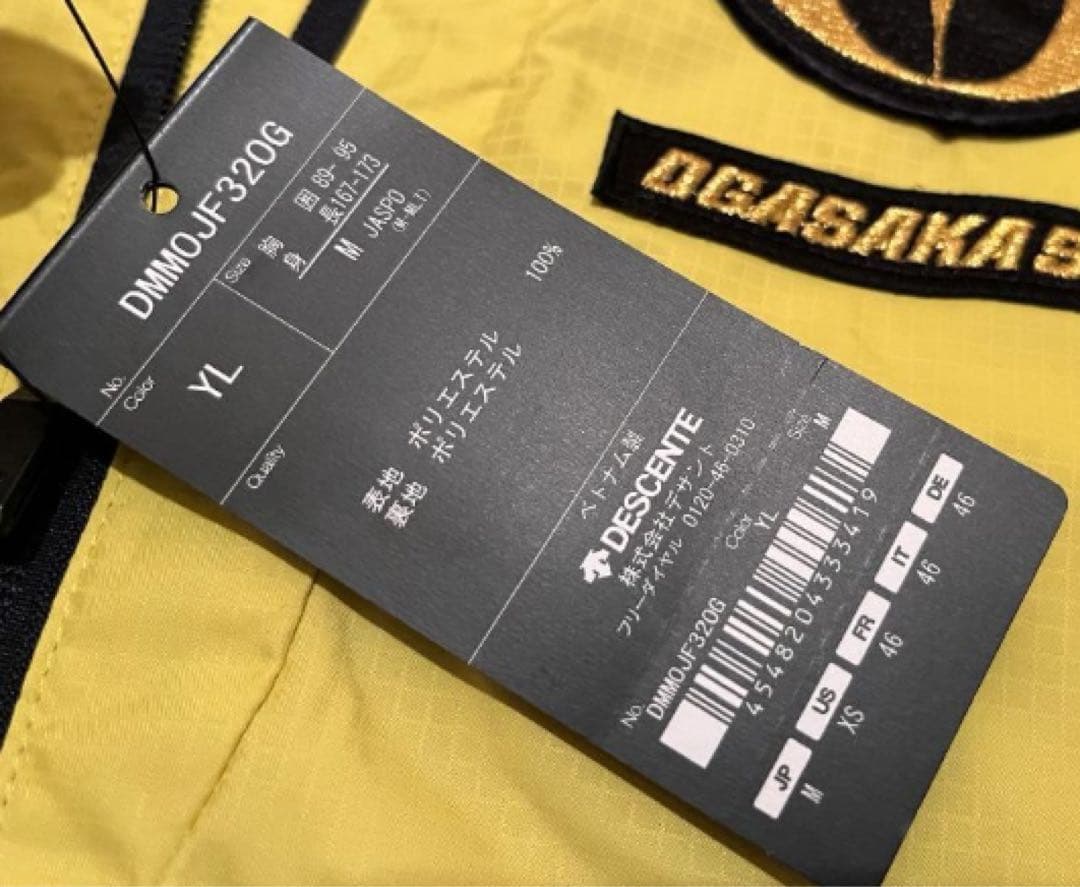 No. DMMOJF320G
Color YL
Size 胸囲 89-95
身長167-173
M JASPO
(M:ML:T)
Quality
表地 ポリエステル 100%
裏地 ポリエステル
ベトナム製
DESCENTE
株式会社デサント
フリーダイヤル 0120-46-0310
No. DMMOJF320G
Color YL
Size M
4548204333419
JP M
US XS
FR 46
IT 46
DE 46
OGASAKA S